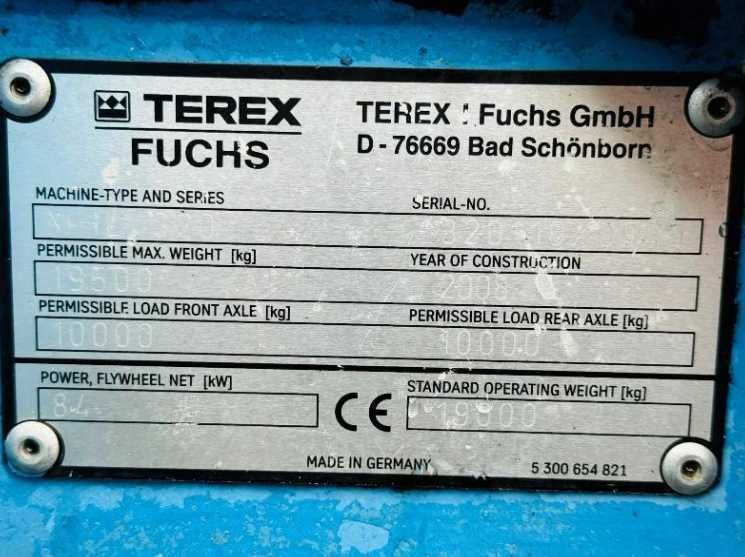 TEREX
FUCHS
TEREX | Fuchs GmbH
D - 76669 Bad Schönborn
MACHINE-TYPE AND SERIES
SERIAL-NO.
PERMISSIBLE MAX. WEIGHT [kg]
YEAR OF CONSTRUCTION
19500
PERMISSIBLE LOAD FRONT AXLE [kg]
PERMISSIBLE LOAD REAR AXLE [kg]
10000
10000
POWER, FLYWHEEL NET [kW]
STANDARD OPERATING WEIGHT [kg]
84
CE
MADE IN GERMANY
5 300 654 821